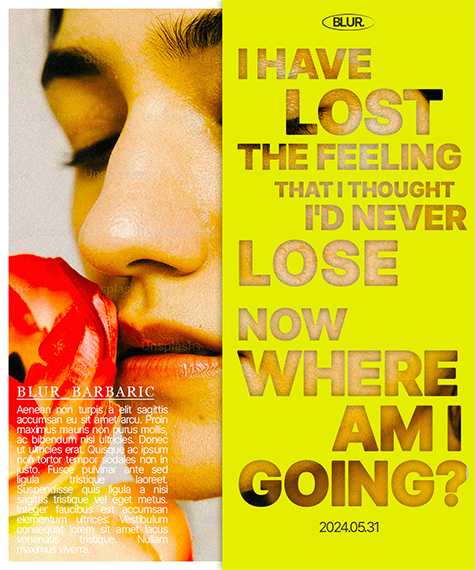 BLUR.
I HAVE
LOST
THE FEELING
THAT I THOUGHT
I'D NEVER
LOSE
NOW
WHERE
AM I
GOING?
2024.05.31
BLUR BARBARIC
Aenean non turpis a elit sagittis
accumsan eu sit amet arcu. Proin
maximus mauris non purus mollis,
ac bibendum nisl ultricies. Donec
ut ultricies erat. Quisque ac ipsum
non tortor tempor sodales non in
justo. Fusce pulvinar ante sed
ligula tristique laoreet.
Suspendisse quis ligula a nisi
sagittis tristique vel eget metus.
Integer faucibus est accumsan
elementum ultrices. Vestibulum
consequat lorem sit amet lacus
venenatis tristique. Nullam
maximus viverra.
Unsplash+